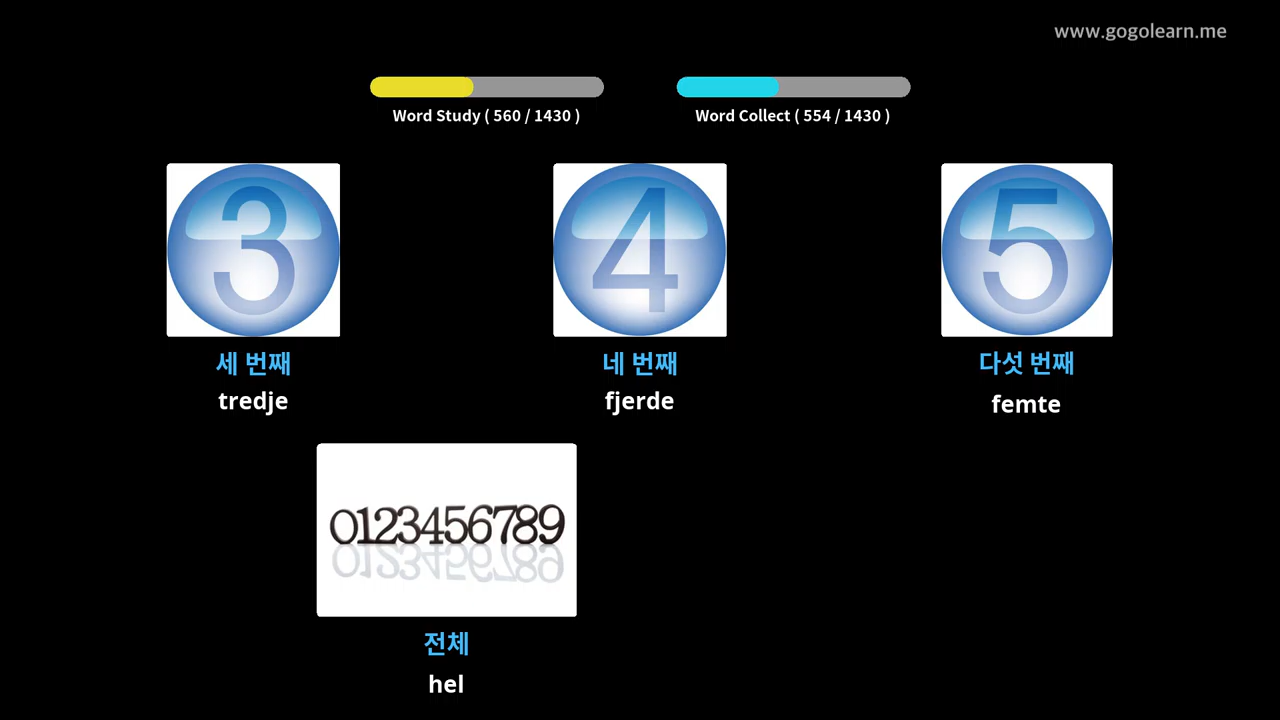 www.gogolearn.me
Word Study ( 560 / 1430 )
Word Collect ( 554 / 1430 )
3
4
5
세 번째
네 번째
다섯 번째
tredje
fjerde
femte
0123456789
전체
hel